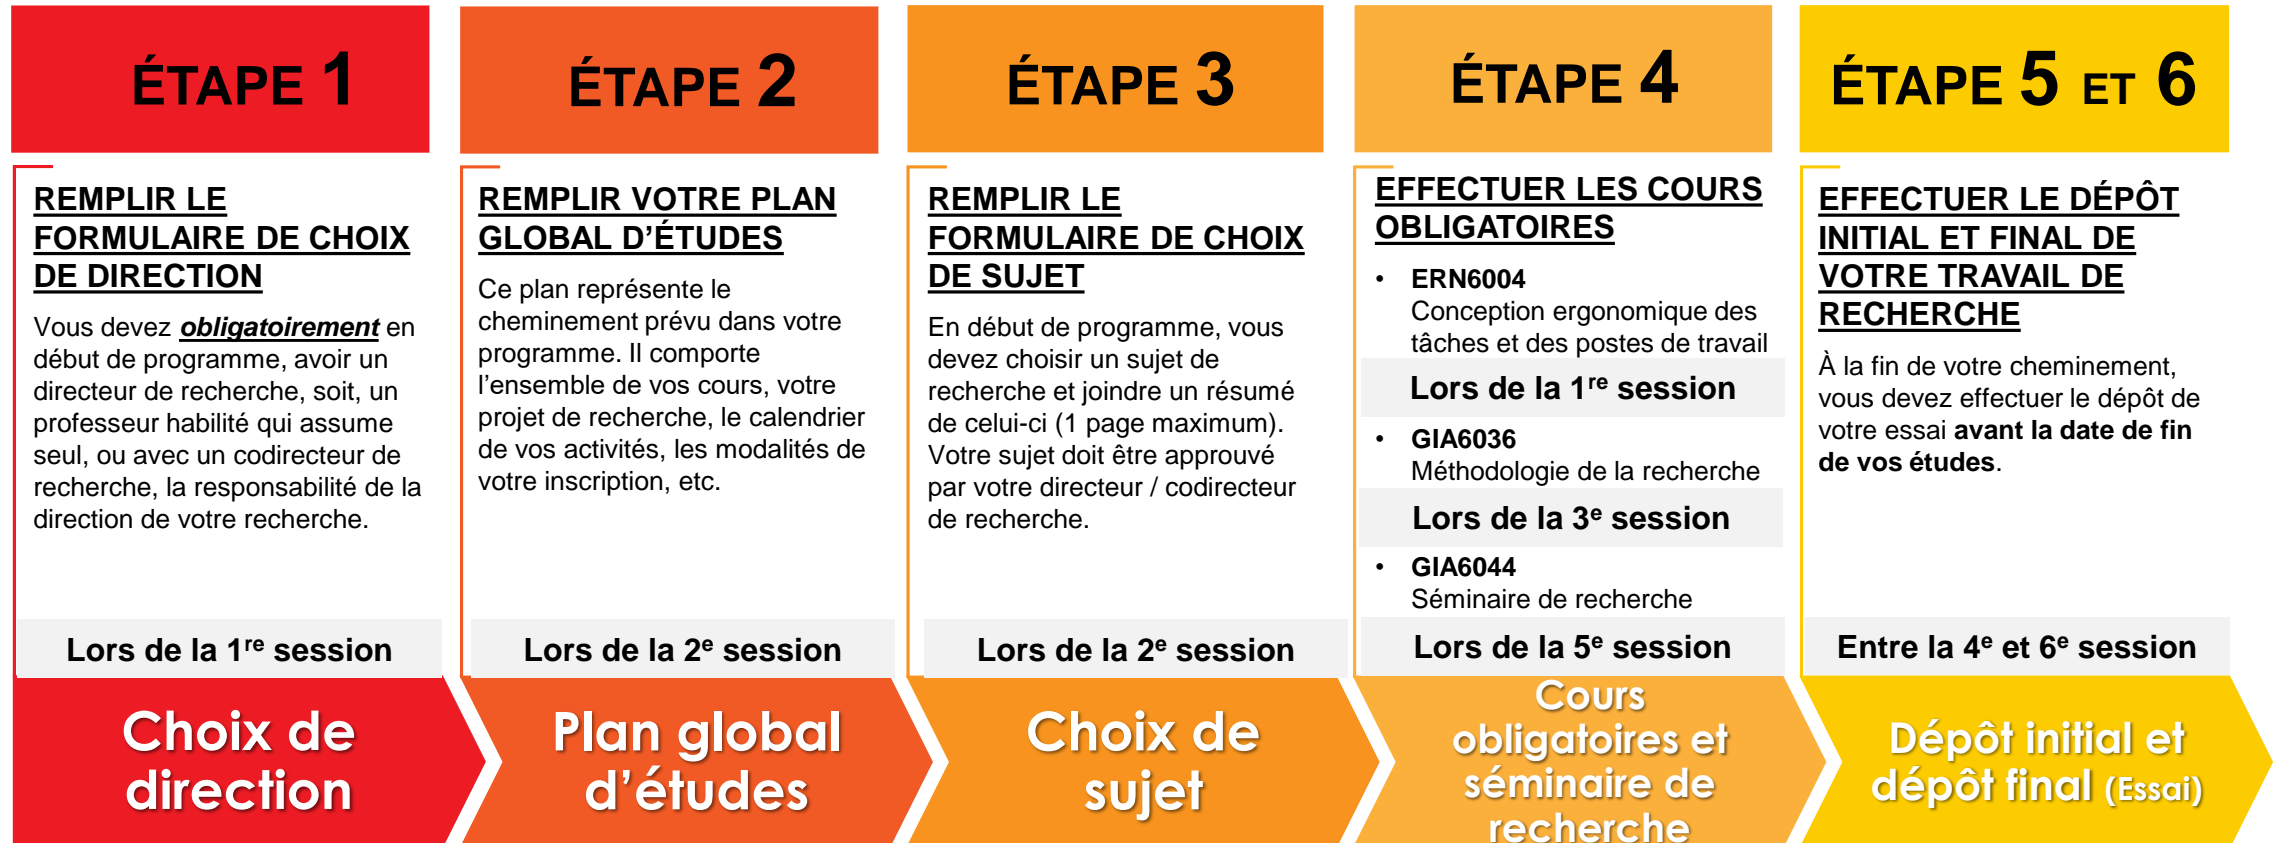 ÉTAPE 1
REMPLIR LE
FORMULAIRE DE CHOIX
DE DIRECTION
Vous devez obligatoirement en
début de programme, avoir un
directeur de recherche, soit, un
professeur habilité qui assume
seul, ou avec un codirecteur de
recherche, la responsabilité de la
direction de votre recherche.
Lors de la 1re session
Choix de
direction
ÉTAPE 2
REMPLIR VOTRE PLAN
GLOBAL D’ÉTUDES
Ce plan représente le
cheminement prévu dans votre
programme. Il comporte
l’ensemble de vos cours, votre
projet de recherche, le calendrier
de vos activités, les modalités de
votre inscription, etc.
Lors de la 2e session
Plan global
d’études
ÉTAPE 3
REMPLIR LE
FORMULAIRE DE CHOIX
DE SUJET
En début de programme, vous
devez choisir un sujet de
recherche et joindre un résumé
de celui-ci (1 page maximum).
Votre sujet doit être approuvé
par votre directeur / codirecteur
de recherche.
Lors de la 2e session
Choix de
sujet
ÉTAPE 4
EFFECTUER LES COURS
OBLIGATOIRES
• ERN6004
Conception ergonomique des
tâches et des postes de travail
Lors de la 1re session
• GIA6036
Méthodologie de la recherche
Lors de la 3e session
• GIA6044
Séminaire de recherche
Lors de la 5e session
Cours
obligatoires et
séminaire de
recherche
ÉTAPE 5 ET 6
EFFECTUER LE DÉPÔT
INITIAL ET FINAL DE
VOTRE TRAVAIL DE
RECHERCHE
À la fin de votre cheminement,
vous devez effectuer le dépôt de
votre essai avant la date de fin
de vos études.
Entre la 4e et 6e session
Dépôt initial et
dépôt final (Essai)